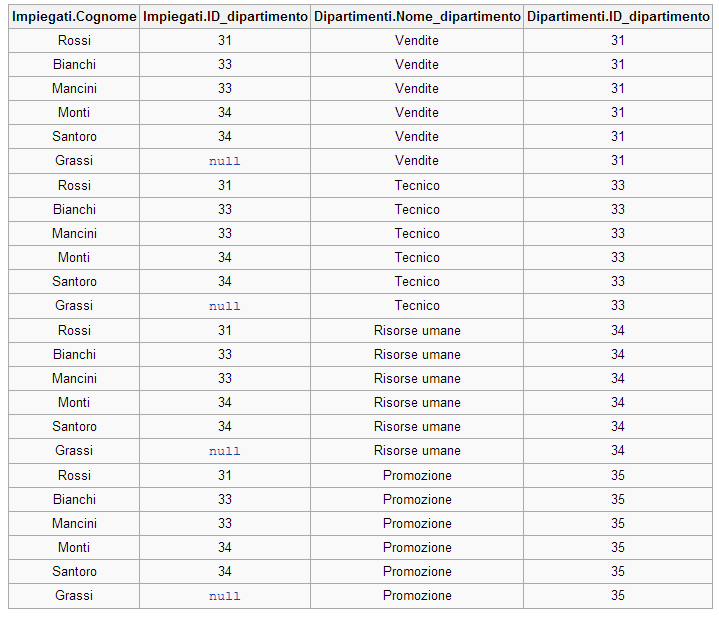 Impiegati.Cognome Impiegati.ID_dipartimento Dipartimenti.Nome_dipartimento Dipartimenti.ID_dipartimento
Rossi 31 Vendite 31
Bianchi 33 Vendite 31
Mancini 33 Vendite 31
Monti 34 Vendite 31
Santoro 34 Vendite 31
Grassi null Vendite 31
Rossi 31 Tecnico 33
Bianchi 33 Tecnico 33
Mancini 33 Tecnico 33
Monti 34 Tecnico 33
Santoro 34 Tecnico 33
Grassi null Tecnico 33
Rossi 31 Risorse umane 34
Bianchi 33 Risorse umane 34
Mancini 33 Risorse umane 34
Monti 34 Risorse umane 34
Santoro 34 Risorse umane 34
Grassi null Risorse umane 34
Rossi 31 Promozione 35
Bianchi 33 Promozione 35
Mancini 33 Promozione 35
Monti 34 Promozione 35
Santoro 34 Promozione 35
Grassi null Promozione 35